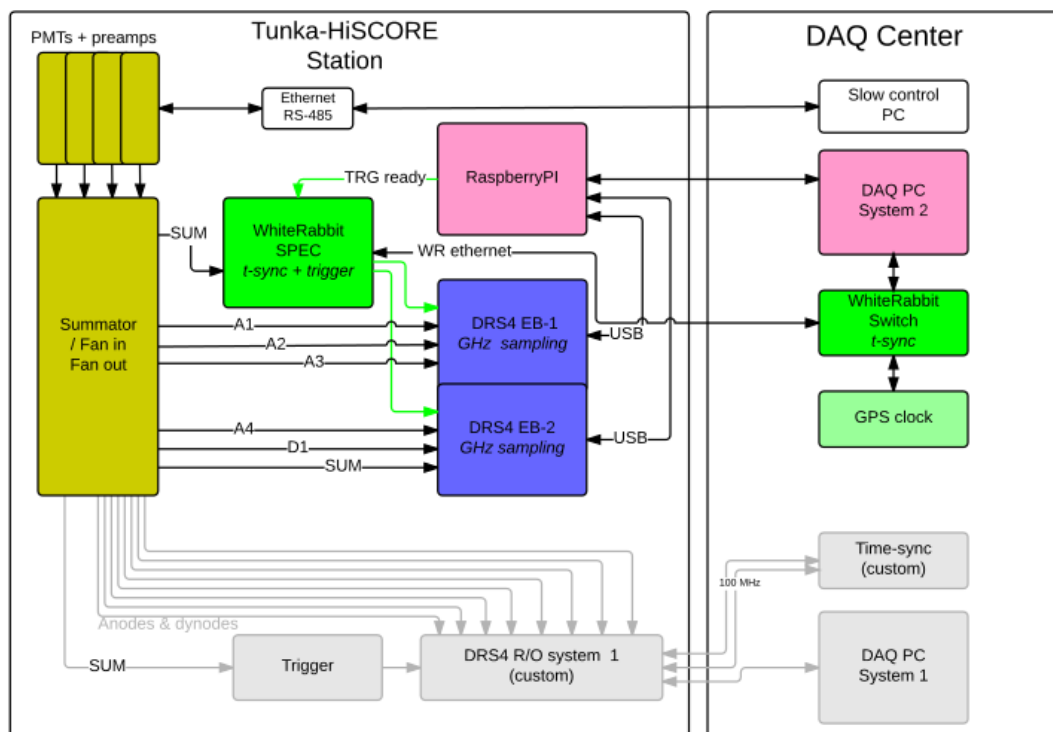 Tunka-HiSCORE
Station
DAQ Center
PMTs + preamps
Ethernet
RS-485
Slow control
PC
TRG ready
RaspberryPI
DAQ PC
System 2
SUM
WhiteRabbit
SPEC
t-sync + trigger
WR ethernet
Summator
/ Fan in
Fan out
A1
A2
A3
DRS4 EB-1
GHz sampling
USB
WhiteRabbit
Switch
t-sync
GPS clock
A4
D1
SUM
DRS4 EB-2
GHz sampling
USB
Time-sync
(custom)
100 MHz
Anodes & dynodes
SUM
Trigger
DRS4 R/O system 1
(custom)
DAQ PC
System 1